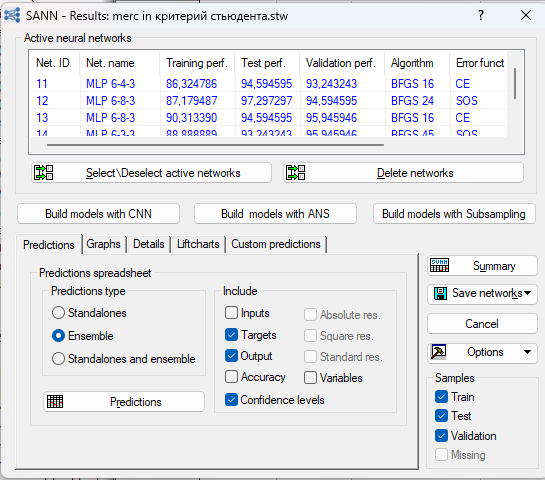 SANN - Results: merc in критерий стьюдента.stw
?
Active neural networks
Net. ID Net. name Training perf. Test perf. Validation perf. Algorithm Error funct
11 MLP 6-4-3 86,324786 94,594595 93,243243 BFGS 16 CE
12 MLP 6-8-3 87,179487 97,297297 94,594595 BFGS 24 SOS
13 MLP 6-8-3 90,313390 94,594595 95,945946 BFGS 16 CE
14 MLP 6-3-3 88,888889 93,243243 95,945946 BFGS 45 SOS
Select\Deselect active networks Delete networks
Build models with CNN Build models with ANS Build models with Subsampling
Predictions Graphs Details Liftcharts Custom predictions
Predictions spreadsheet
Predictions type
Standalones
Ensemble
Standalones and ensemble
Predictions
Include
Inputs Absolute res.
Targets Square res.
Output Standard res.
Accuracy Variables
Confidence levels
Summary
Save networks
Cancel
Options
Samples
Train
Test
Validation
Missing